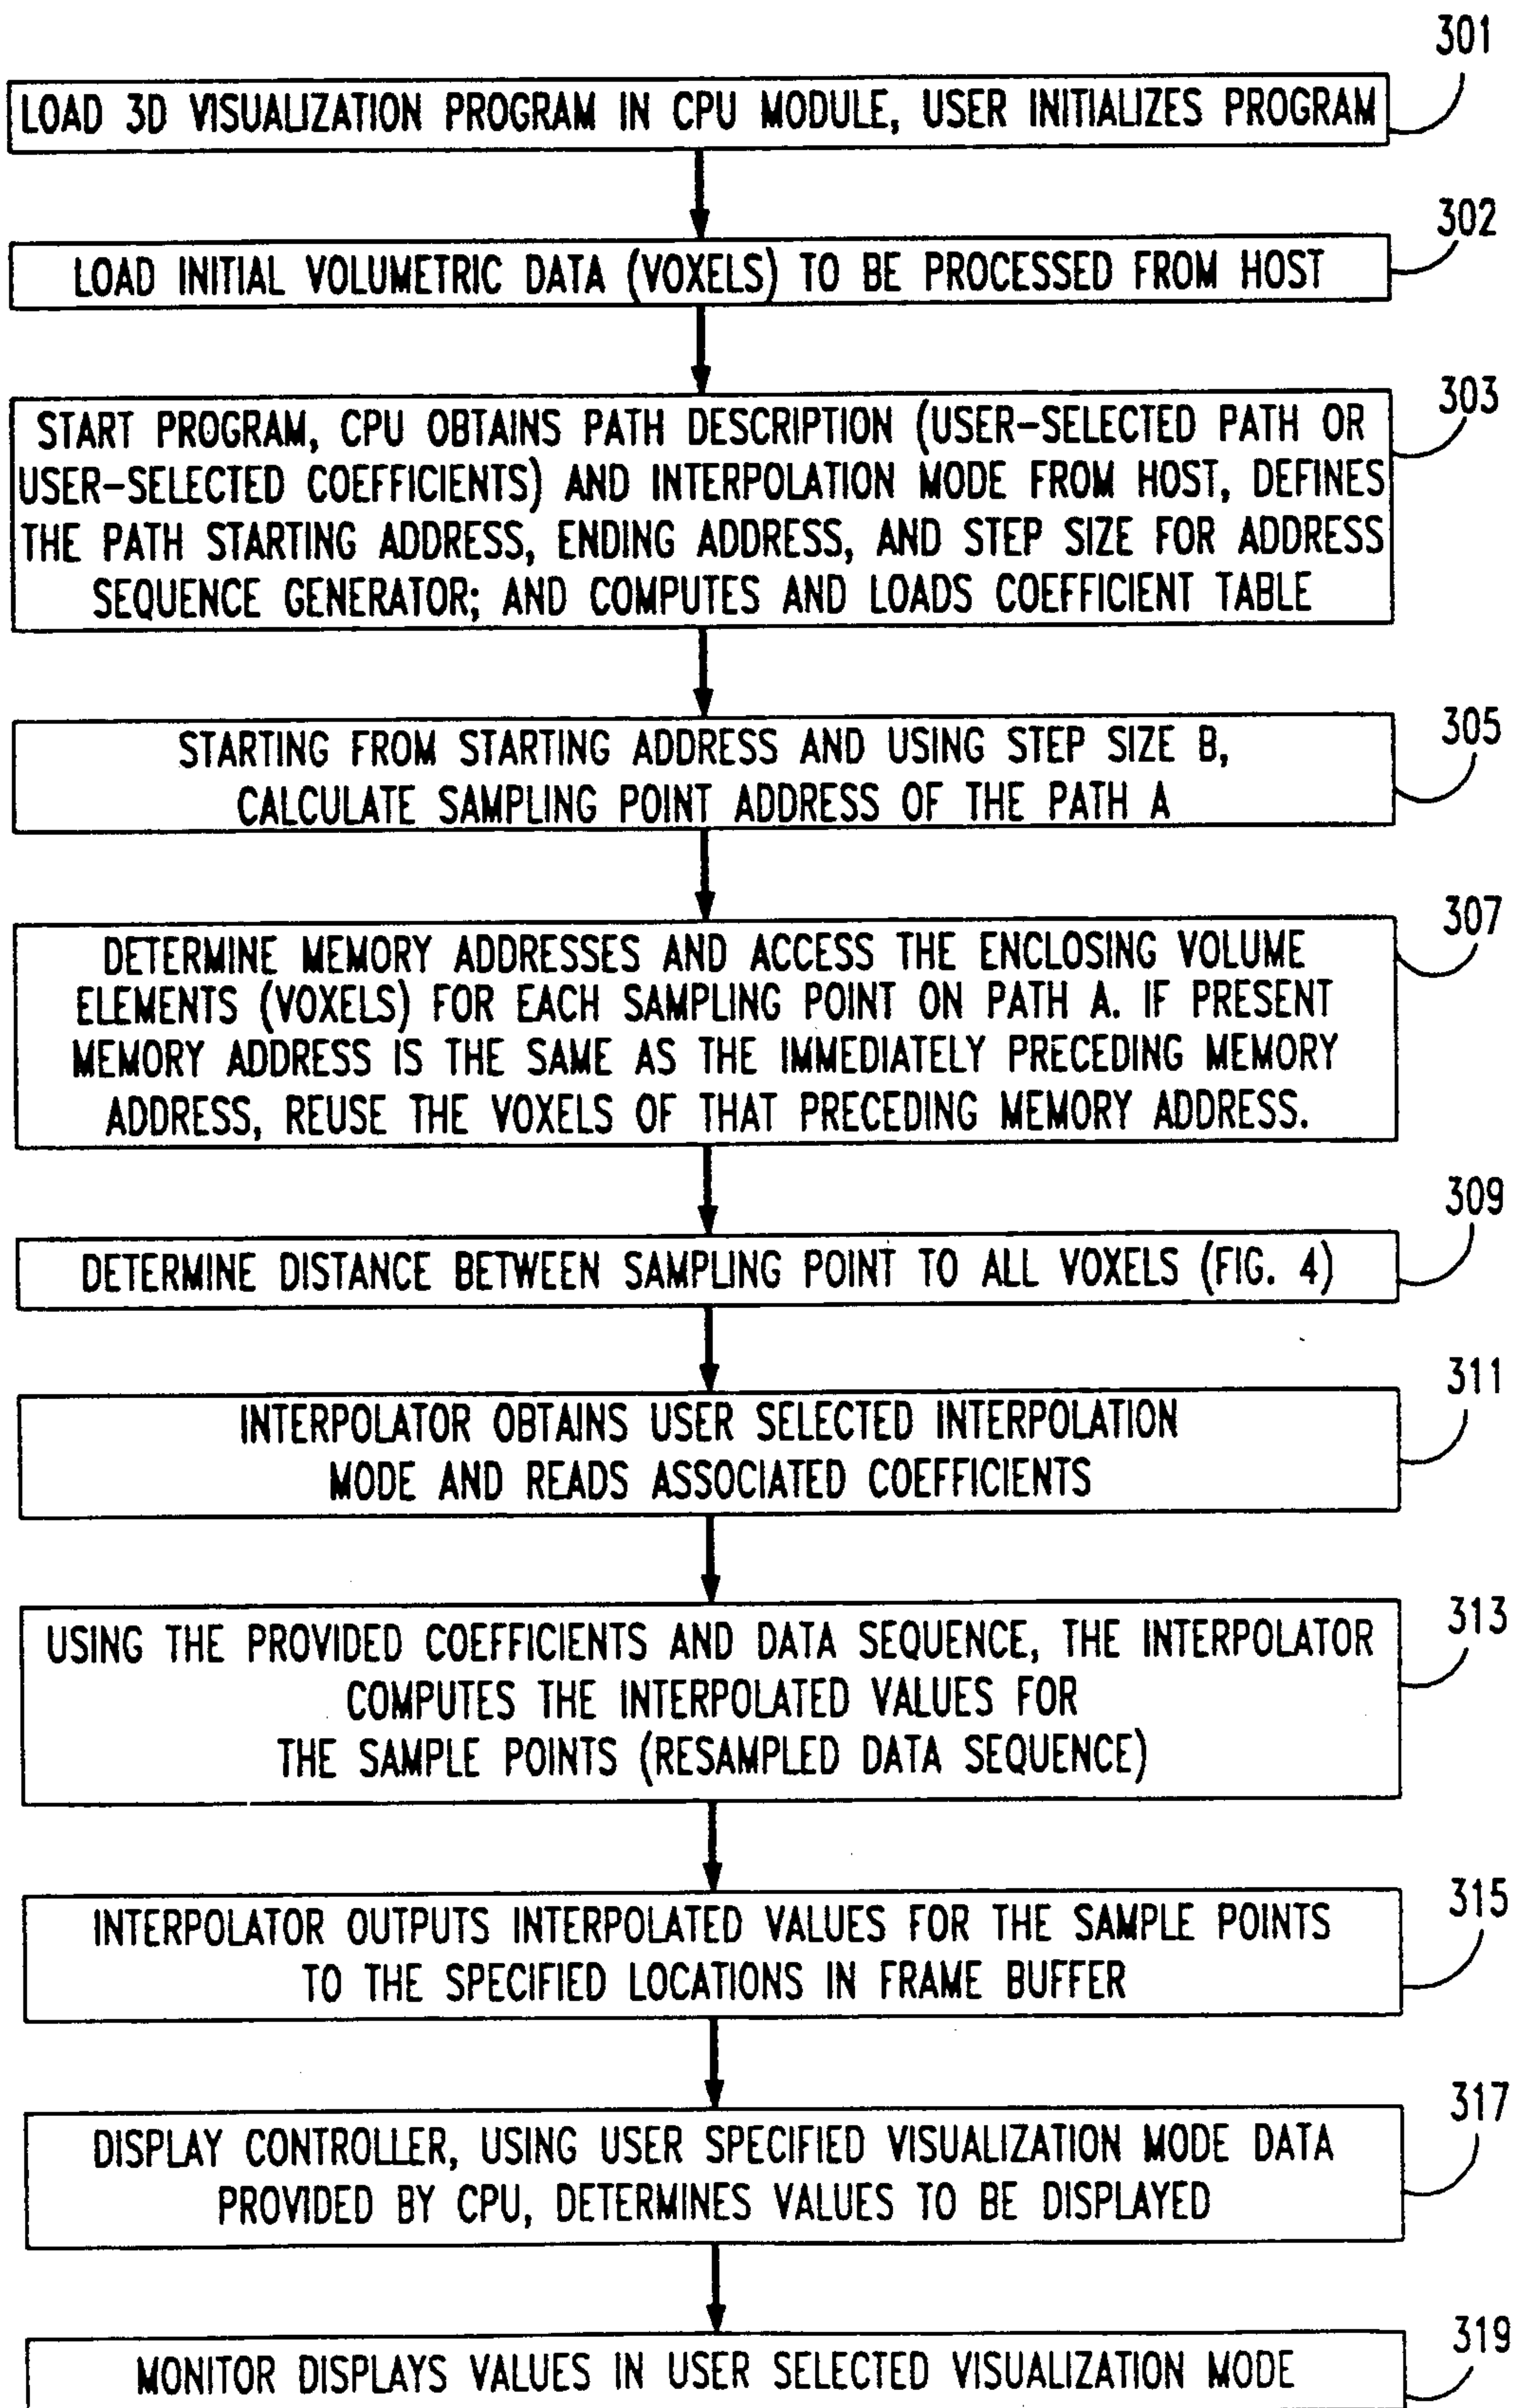 301
LOAD 3D VISUALIZATION PROGRAM IN CPU MODULE, USER INITIALIZES PROGRAM
302
LOAD INITIAL VOLUMETRIC DATA (VOXELS) TO BE PROCESSED FROM HOST
303
START PROGRAM, CPU OBTAINS PATH DESCRIPTION (USER-SELECTED PATH OR
USER-SELECTED COEFFICIENTS) AND INTERPOLATION MODE FROM HOST, DEFINES
THE PATH STARTING ADDRESS, ENDING ADDRESS, AND STEP SIZE FOR ADDRESS
SEQUENCE GENERATOR; AND COMPUTES AND LOADS COEFFICIENT TABLE
305
STARTING FROM STARTING ADDRESS AND USING STEP SIZE B,
CALCULATE SAMPLING POINT ADDRESS OF THE PATH A
307
DETERMINE MEMORY ADDRESSES AND ACCESS THE ENCLOSING VOLUME
ELEMENTS (VOXELS) FOR EACH SAMPLING POINT ON PATH A. IF PRESENT
MEMORY ADDRESS IS THE SAME AS THE IMMEDIATELY PRECEDING MEMORY
ADDRESS, REUSE THE VOXELS OF THAT PRECEDING MEMORY ADDRESS.
309
DETERMINE DISTANCE BETWEEN SAMPLING POINT TO ALL VOXELS (FIG. 4)
311
INTERPOLATOR OBTAINS USER SELECTED INTERPOLATION
MODE AND READS ASSOCIATED COEFFICIENTS
313
USING THE PROVIDED COEFFICIENTS AND DATA SEQUENCE, THE INTERPOLATOR
COMPUTES THE INTERPOLATED VALUES FOR
THE SAMPLE POINTS (RESAMPLED DATA SEQUENCE)
315
INTERPOLATOR OUTPUTS INTERPOLATED VALUES FOR THE SAMPLE POINTS
TO THE SPECIFIED LOCATIONS IN FRAME BUFFER
317
DISPLAY CONTROLLER, USING USER SPECIFIED VISUALIZATION MODE DATA
PROVIDED BY CPU, DETERMINES VALUES TO BE DISPLAYED
319
MONITOR DISPLAYS VALUES IN USER SELECTED VISUALIZATION MODE